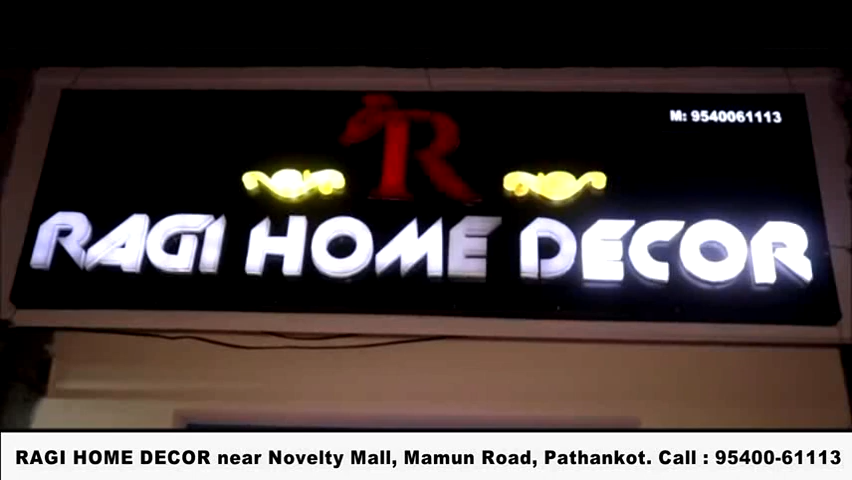 M: 9540061113
R
RAGI HOME DECOR
RAGI HOME DECOR near Novelty Mall, Mamun Road, Pathankot. Call : 95400-61113